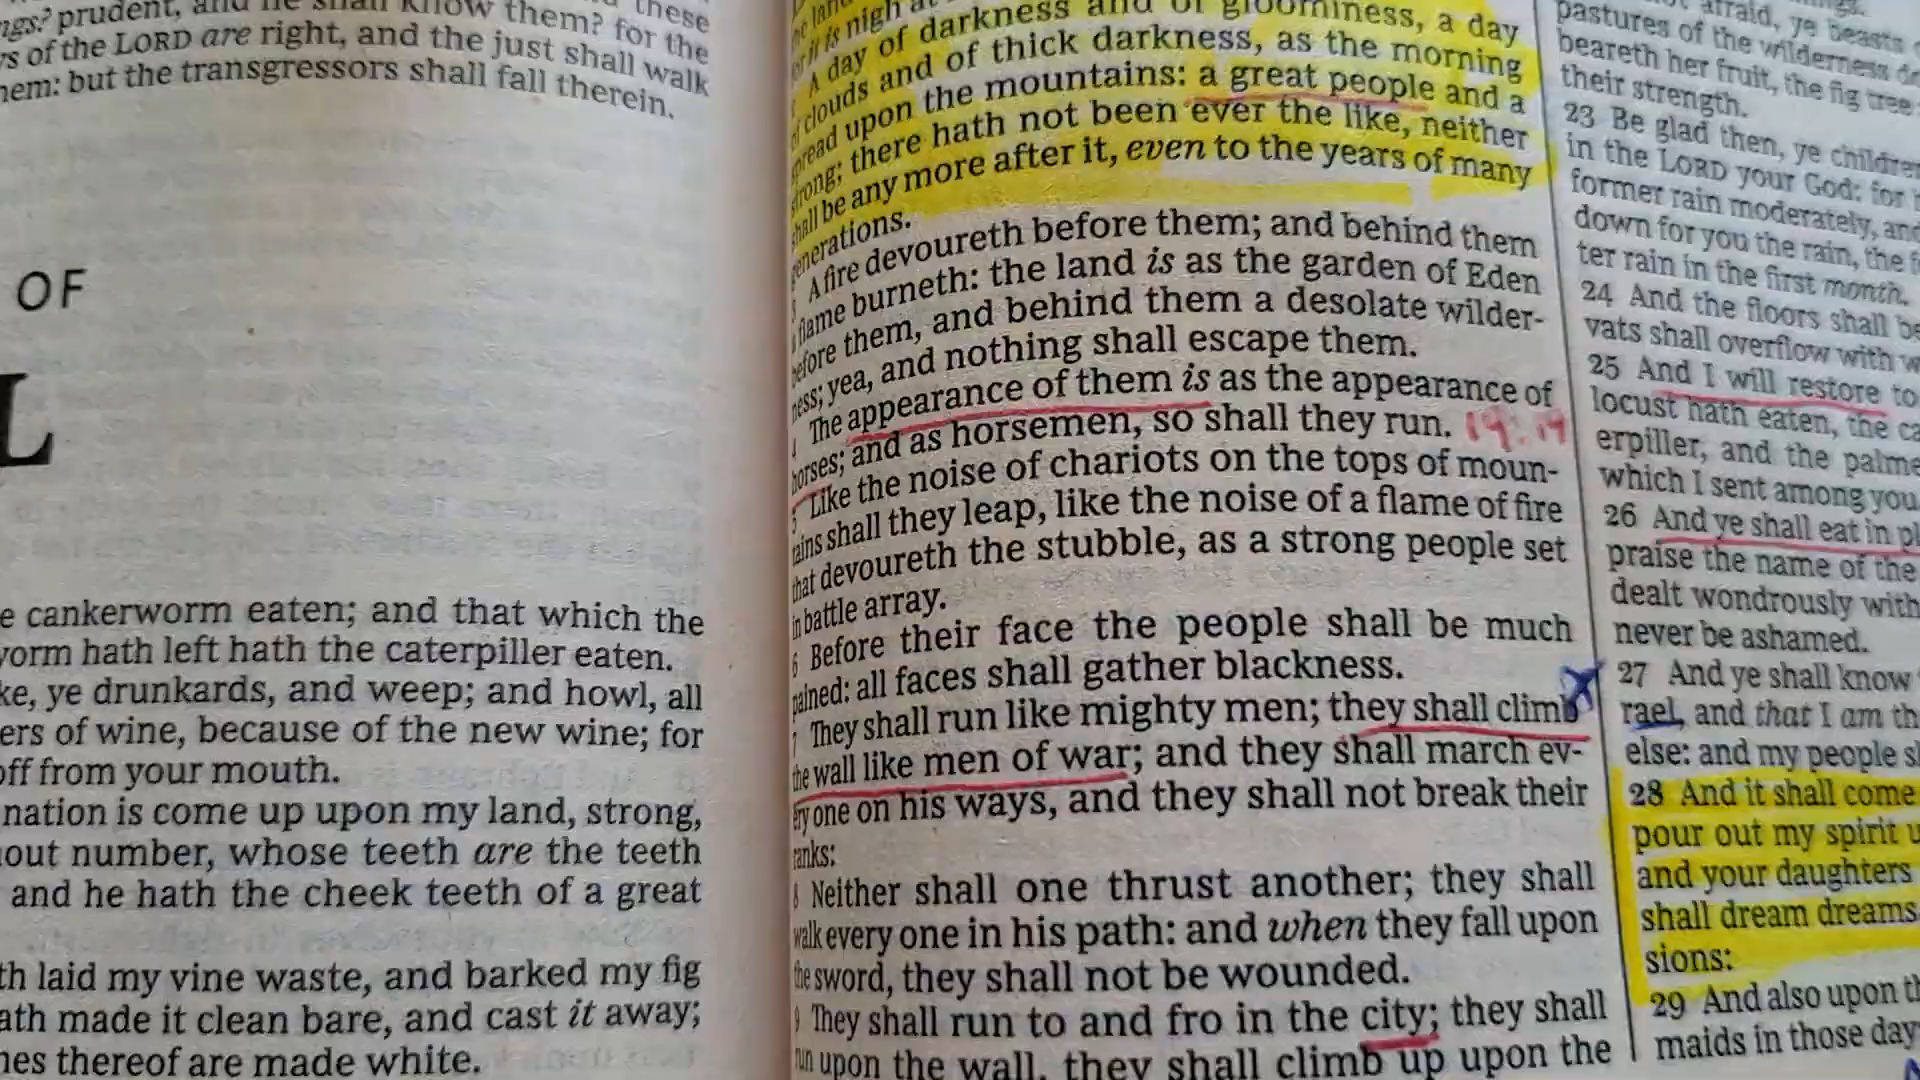 these
prudent, and he shall know them? for the
of the LORD are right, and the just shall walk
but the transgressors shall fall therein.
OF
L
cankerworm eaten; and that which the
hath left hath the caterpiller eaten.
ye drunkards, and weep; and howl, all
of wine, because of the new wine; for
off from your mouth.
nation is come up upon my land, strong,
number, whose teeth are the teeth
and he hath the cheek teeth of a great
laid my vine waste, and barked my fig
made it clean bare, and cast it away;
thereof are made white.
it is nigh
A day of darkness and of gloominess, a day
of clouds and of thick darkness, as the morning
spread upon the mountains: a great people and a
strong; there hath not been ever the like, neither
shall be any more after it, even to the years of many
generations.
3 A fire devoureth before them; and behind them
a flame burneth: the land is as the garden of Eden
before them, and behind them a desolate wilder-
ness; yea, and nothing shall escape them.
4 The appearance of them is as the appearance of
horses; and as horsemen, so shall they run. 19:19
5 Like the noise of chariots on the tops of moun-
tains shall they leap, like the noise of a flame of fire
that devoureth the stubble, as a strong people set
in battle array.
6 Before their face the people shall be much
pained: all faces shall gather blackness.
7 They shall run like mighty men; they shall climb
the wall like men of war; and they shall march ev-
ery one on his ways, and they shall not break their
ranks:
8 Neither shall one thrust another; they shall
walk every one in his path: and when they fall upon
the sword, they shall not be wounded.
9 They shall run to and fro in the city; they shall
run upon the wall, they shall climb up upon the
afraid, ye beasts
pastures of the wilderness do
beareth her fruit, the fig tree
their strength.
23 Be glad then, ye children
in the LORD your God: for
former rain moderately, and
down for you the rain, the
ter rain in the first month.
24 And the floors shall be
vats shall overflow with
25 And I will restore to
locust hath eaten, the
erpiller, and the palme
which I sent among you.
26 And ye shall eat in
praise the name of the
dealt wondrously with
never be ashamed.
27 And ye shall know
rael, and that I am
else: and my people
28 And it shall come
pour out my spirit
and your daughters
shall dream dreams
sions:
29 And also upon
maids in those day